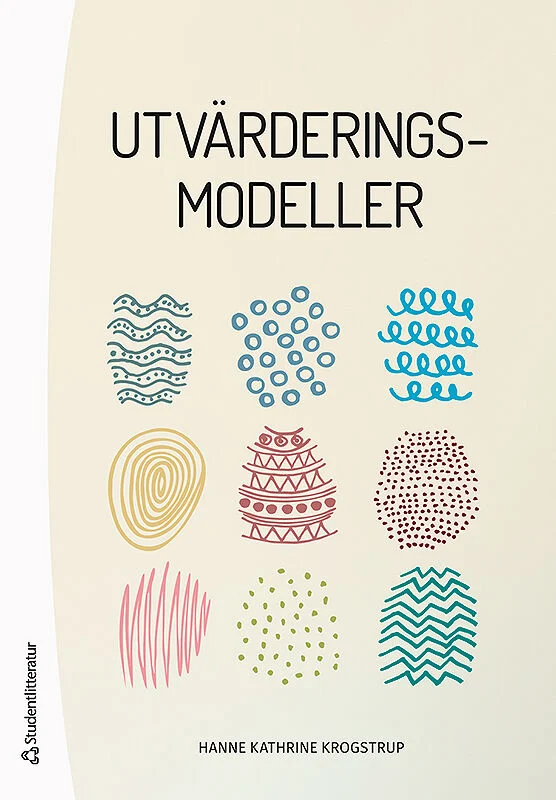 UTVÄRDERINGS-
MODELLER
Studentlitteratur
HANNE KATHRINE KROGSTRUP